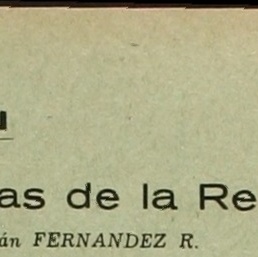 as de la Re
án FERNANDEZ R.